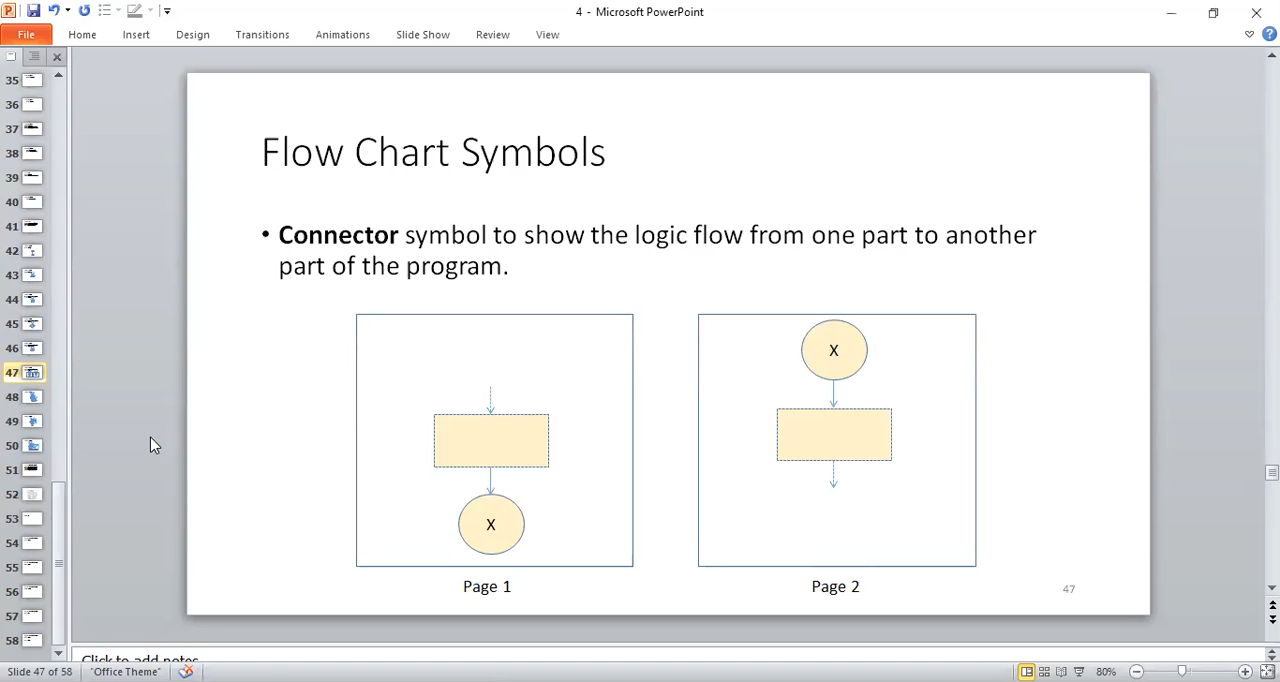 4 - Microsoft PowerPoint
File Home Insert Design Transitions Animations Slide Show Review View
35
36
37
38
39
40
41
42
43
44
45
46
47
48
49
50
51
52
53
54
55
56
57
58
Flow Chart Symbols
• Connector symbol to show the logic flow from one part to another
part of the program.
X
X
Page 1
Page 2
47
Click to add notes
Slide 47 of 58 "Office Theme" 80%